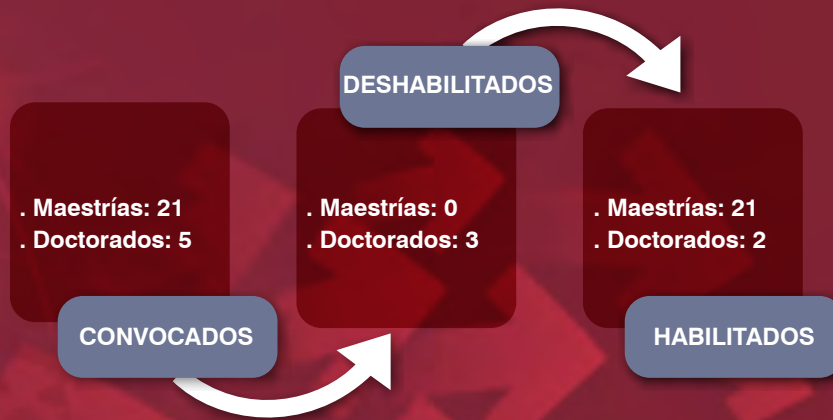 . Maestrías: 21
. Doctorados: 5
CONVOCADOS
DESHABILITADOS
. Maestrías: 0
. Doctorados: 3
. Maestrías: 21
. Doctorados: 2
HABILITADOS